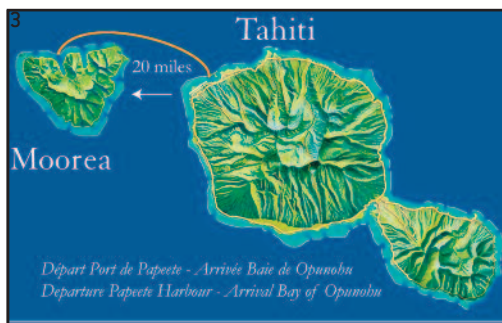 3
Tahiti
20 miles
Moorea
Départ Port de Papeete - Arrivée Baie de Opunohu
Departure Papeete Harbour - Arrival Bay of Opunohu